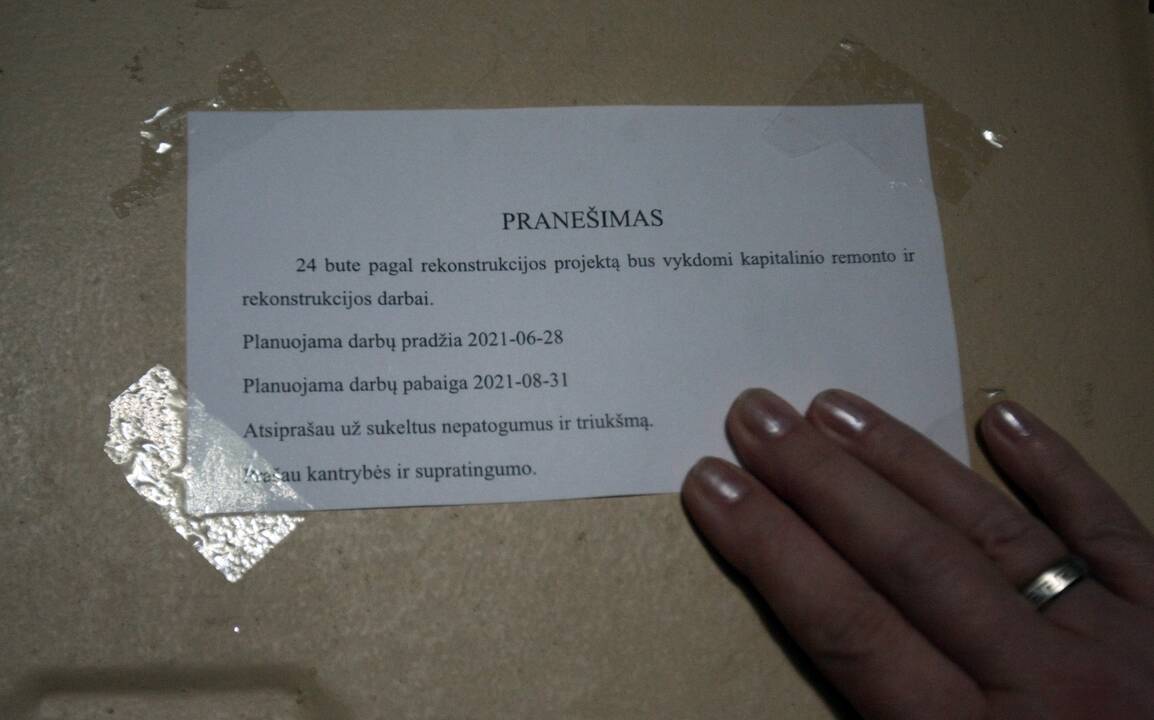 PRANEŠIMAS
24 bute pagal rekonstrukcijos projektą bus vykdomi kapitalinio remonto ir
rekonstrukcijos darbai.
Planuojama darbų pradžia 2021-06-28
Planuojama darbų pabaiga 2021-08-31
Atsiprašau už sukeltus nepatogumus ir triukšmą.
Prašau kantrybės ir supratingumo.